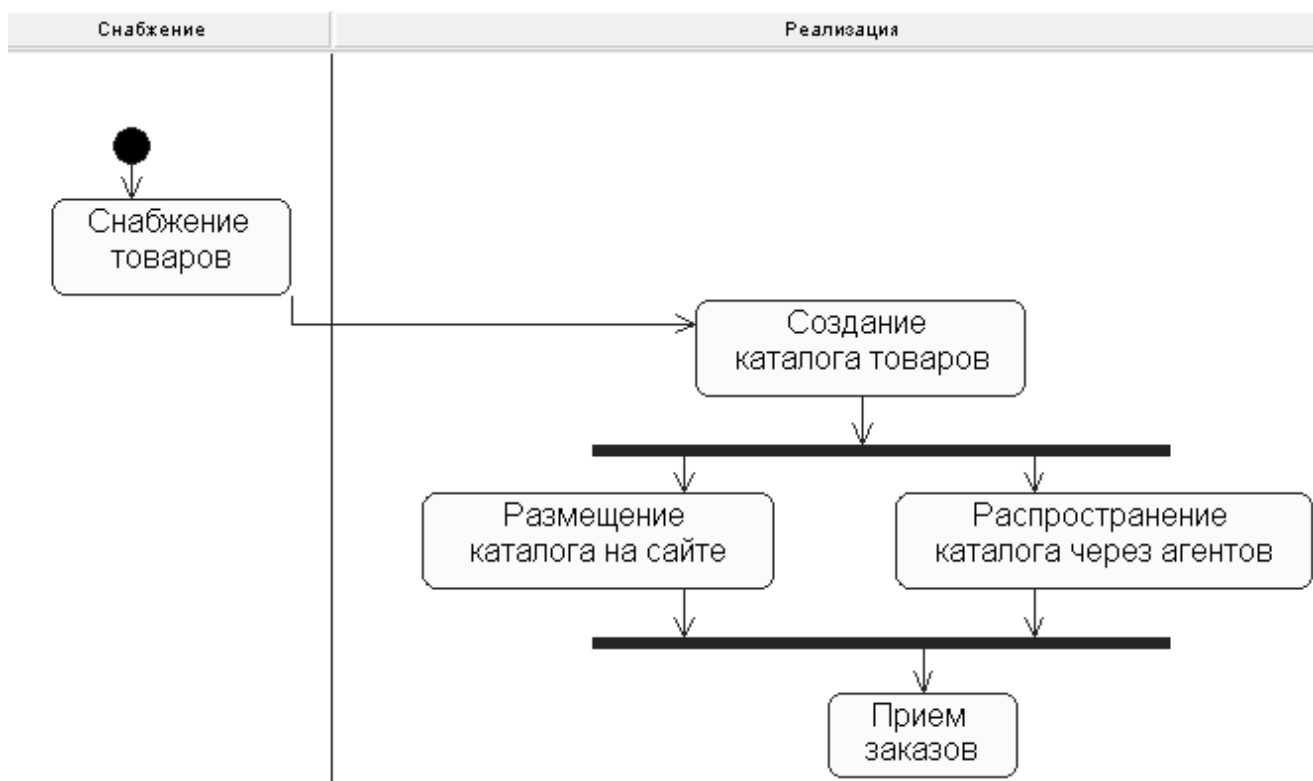 Снабжение
Реализация
Снабжение
товаров
Создание
каталога товаров
Размещение
каталога на сайте
Распространение
каталога через агентов
Прием
заказов